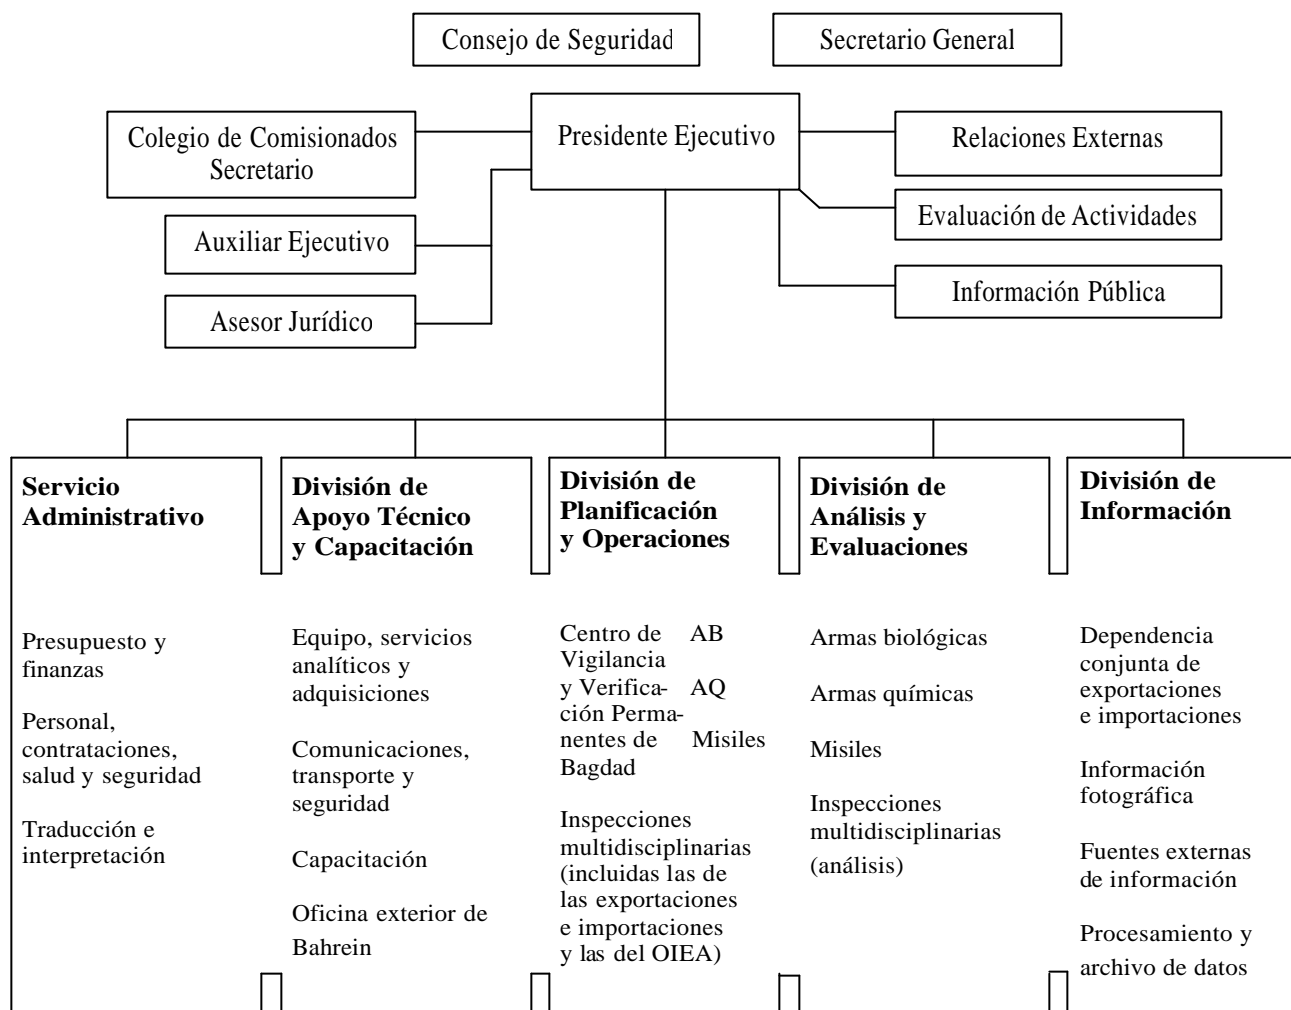 Consejo de Seguridad
Secretario General
Presidente Ejecutivo
Colegio de Comisionados
Secretario
Relaciones Externas
Auxiliar Ejecutivo
Evaluación de Actividades
Asesor Jurídico
Información Pública
Servicio
Administrativo
Presupuesto y
finanzas
Personal,
contrataciones,
salud y seguridad
Traducción e
interpretación
División de
Apoyo Técnico
y Capacitación
Equipo, servicios
analíticos y
adquisiciones
Comunicaciones,
transporte y
seguridad
Capacitación
Oficina exterior de
Bahrein
División de
Planificación
y Operaciones
Centro de AB
Vigilancia
y Verifica- AQ
ción Perma-
nentes de Misiles
Bagdad
Inspecciones
multidisciplinarias
(incluidas las de
las exportaciones
e importaciones
y las del OIEA)
División de
Análisis y
Evaluaciones
Armas biológicas
Armas químicas
Misiles
Inspecciones
multidisciplinarias
(análisis)
División de
Información
Dependencia
conjunta de
exportaciones
e importaciones
Información
fotográfica
Fuentes externas
de información
Procesamiento y
archivo de datos